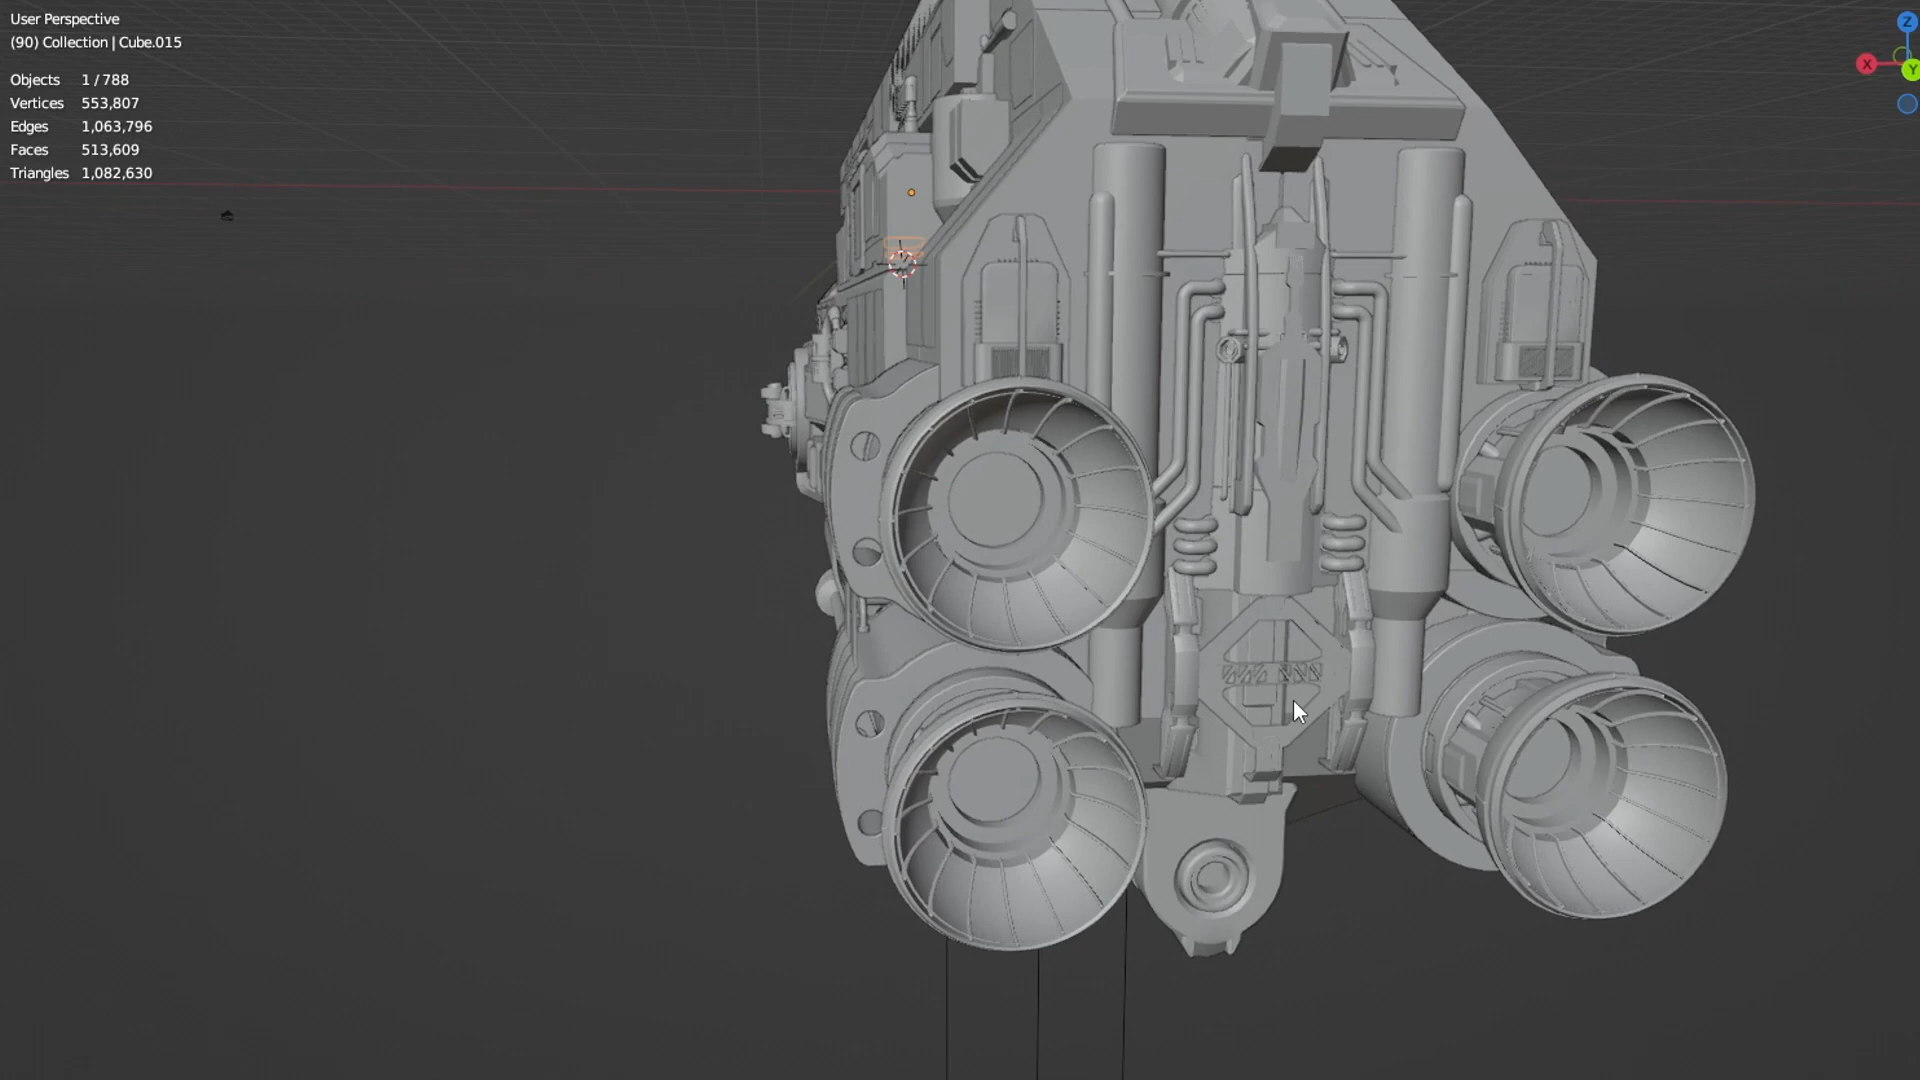 User Perspective
(90) Collection | Cube.015
Objects 1 / 788
Vertices 553,807
Edges 1,063,796
Faces 513,609
Triangles 1,082,630
Z
X
Y